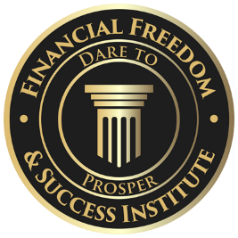 FINANCIAL FREEDOM
DARE TO
PROSPER
& SUCCESS INSTITUTE